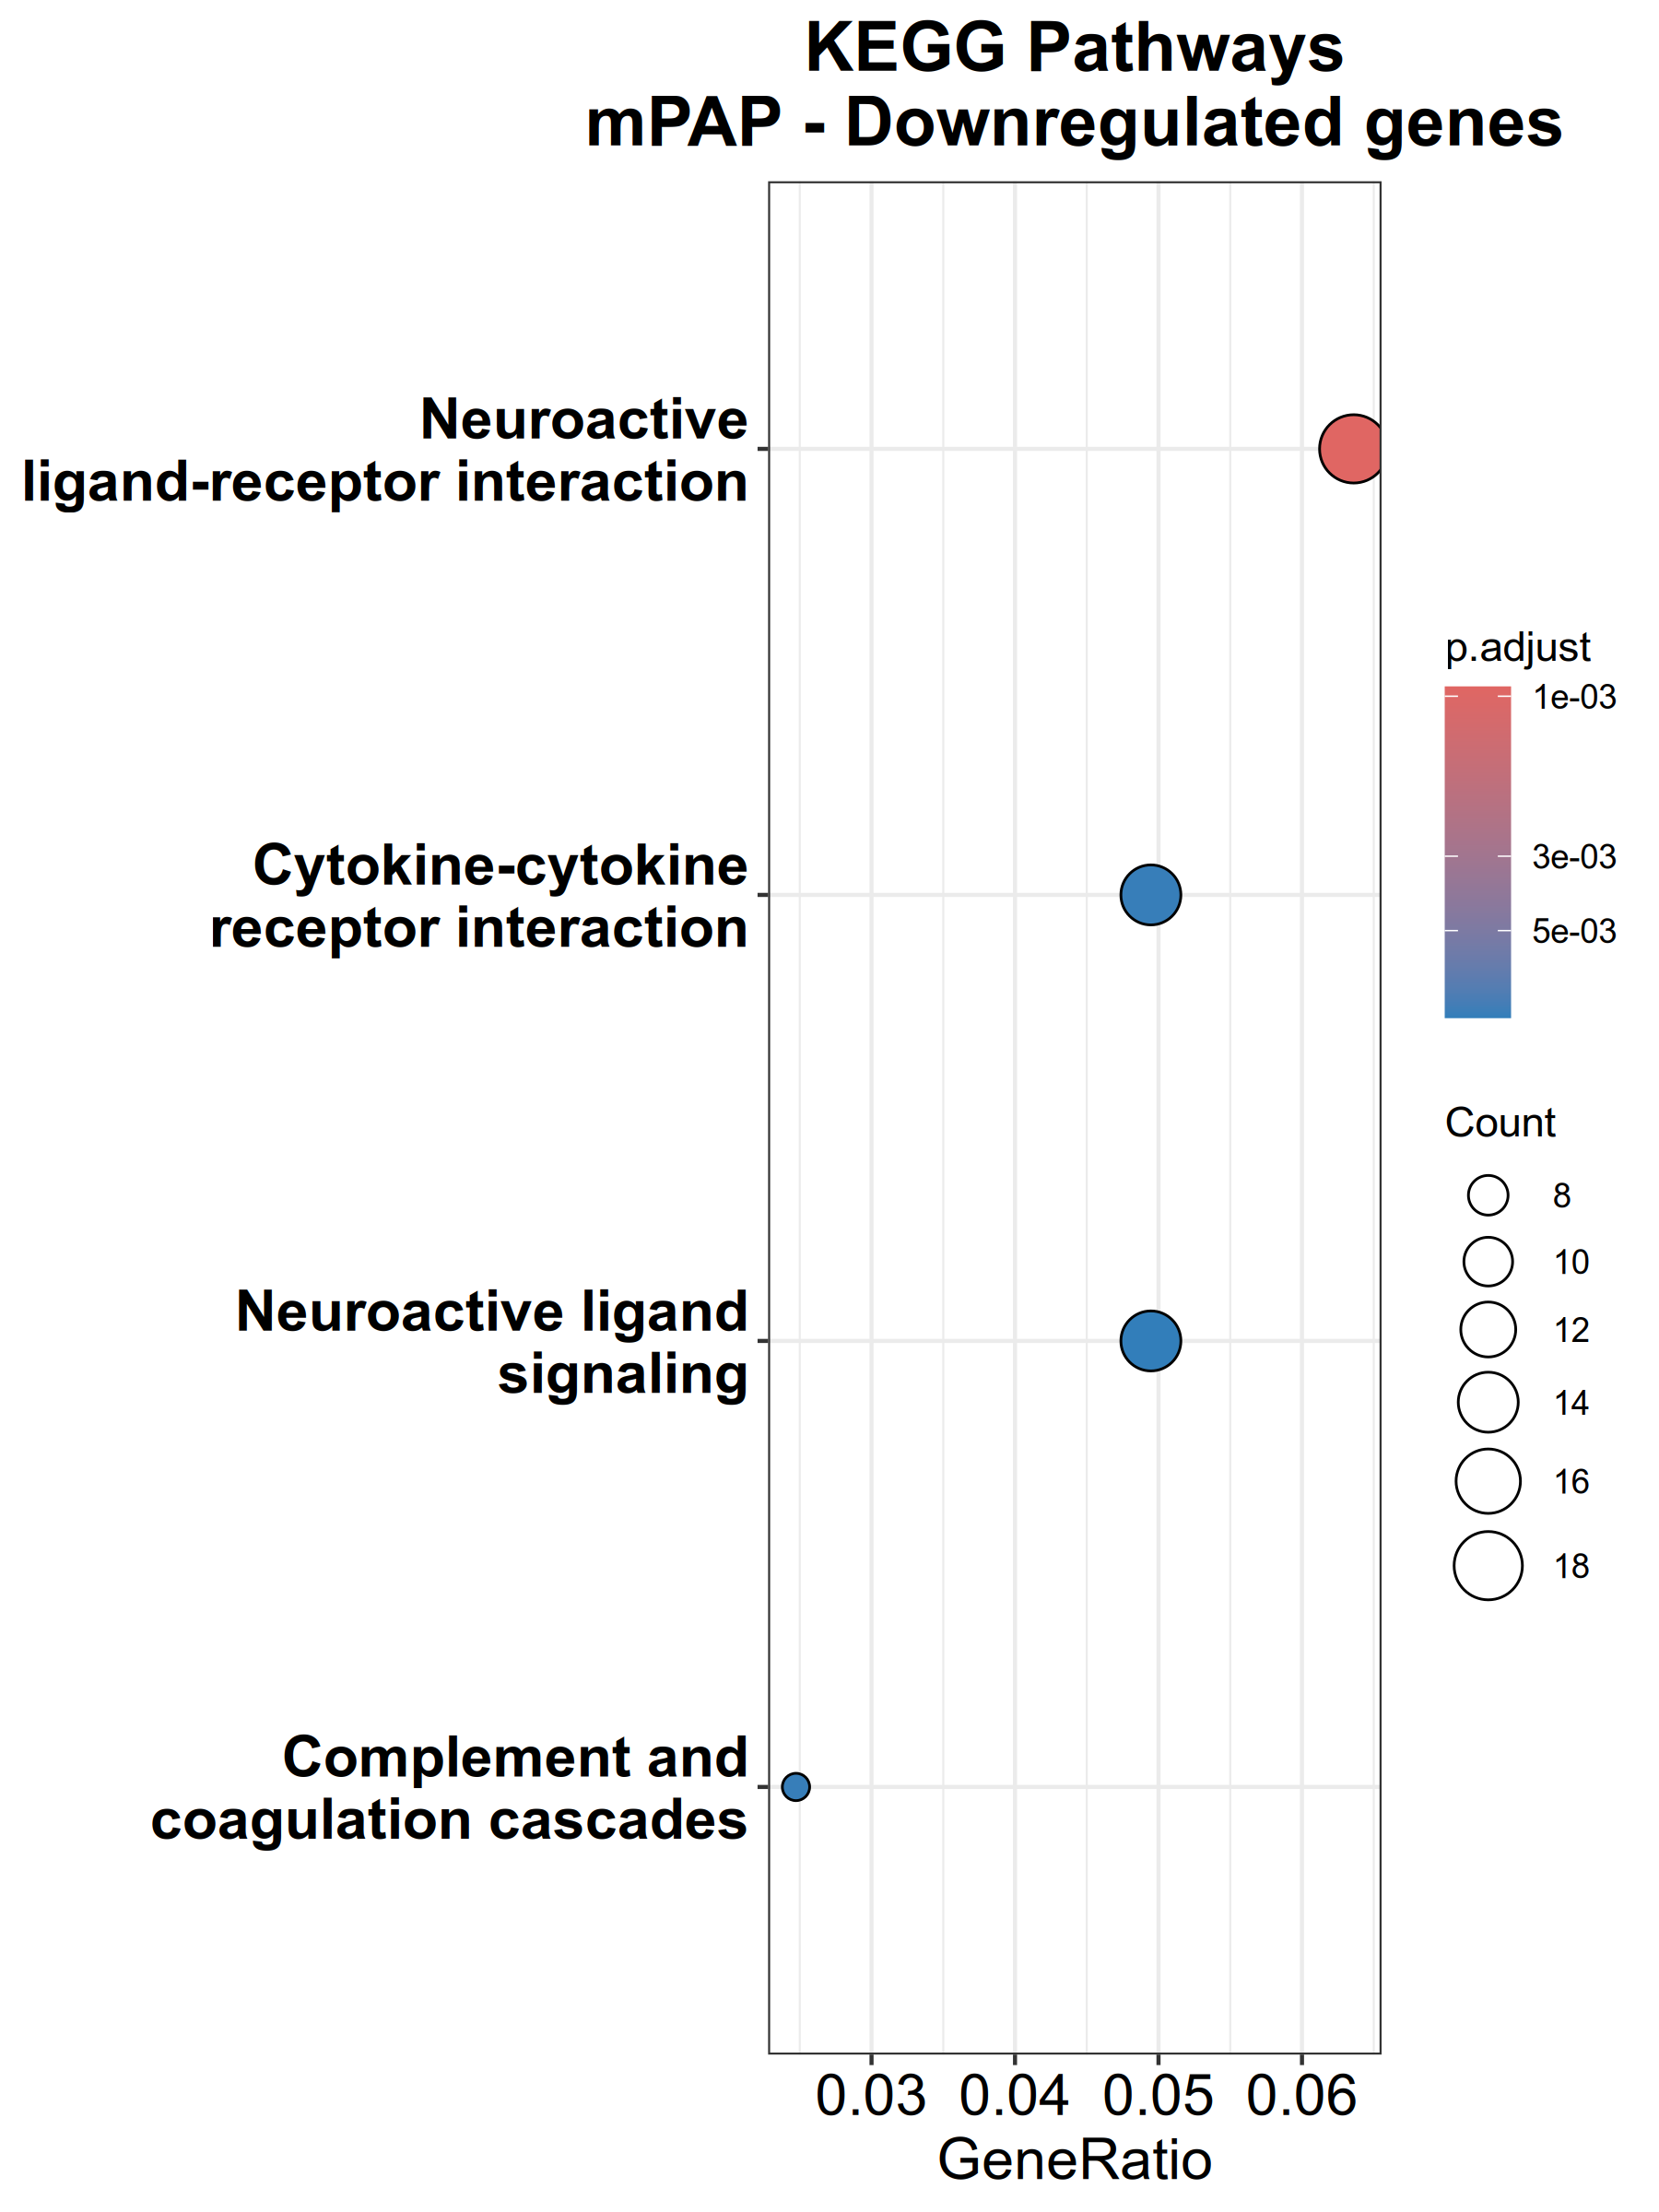 KEGG Pathways
mPAP - Downregulated genes
Neuroactive
ligand-receptor interaction
Cytokine-cytokine
receptor interaction
Neuroactive ligand
signaling
Complement and
coagulation cascades
0.03 0.04 0.05 0.06
GeneRatio
p.adjust
1e-03
3e-03
5e-03
Count
8
10
12
14
16
18